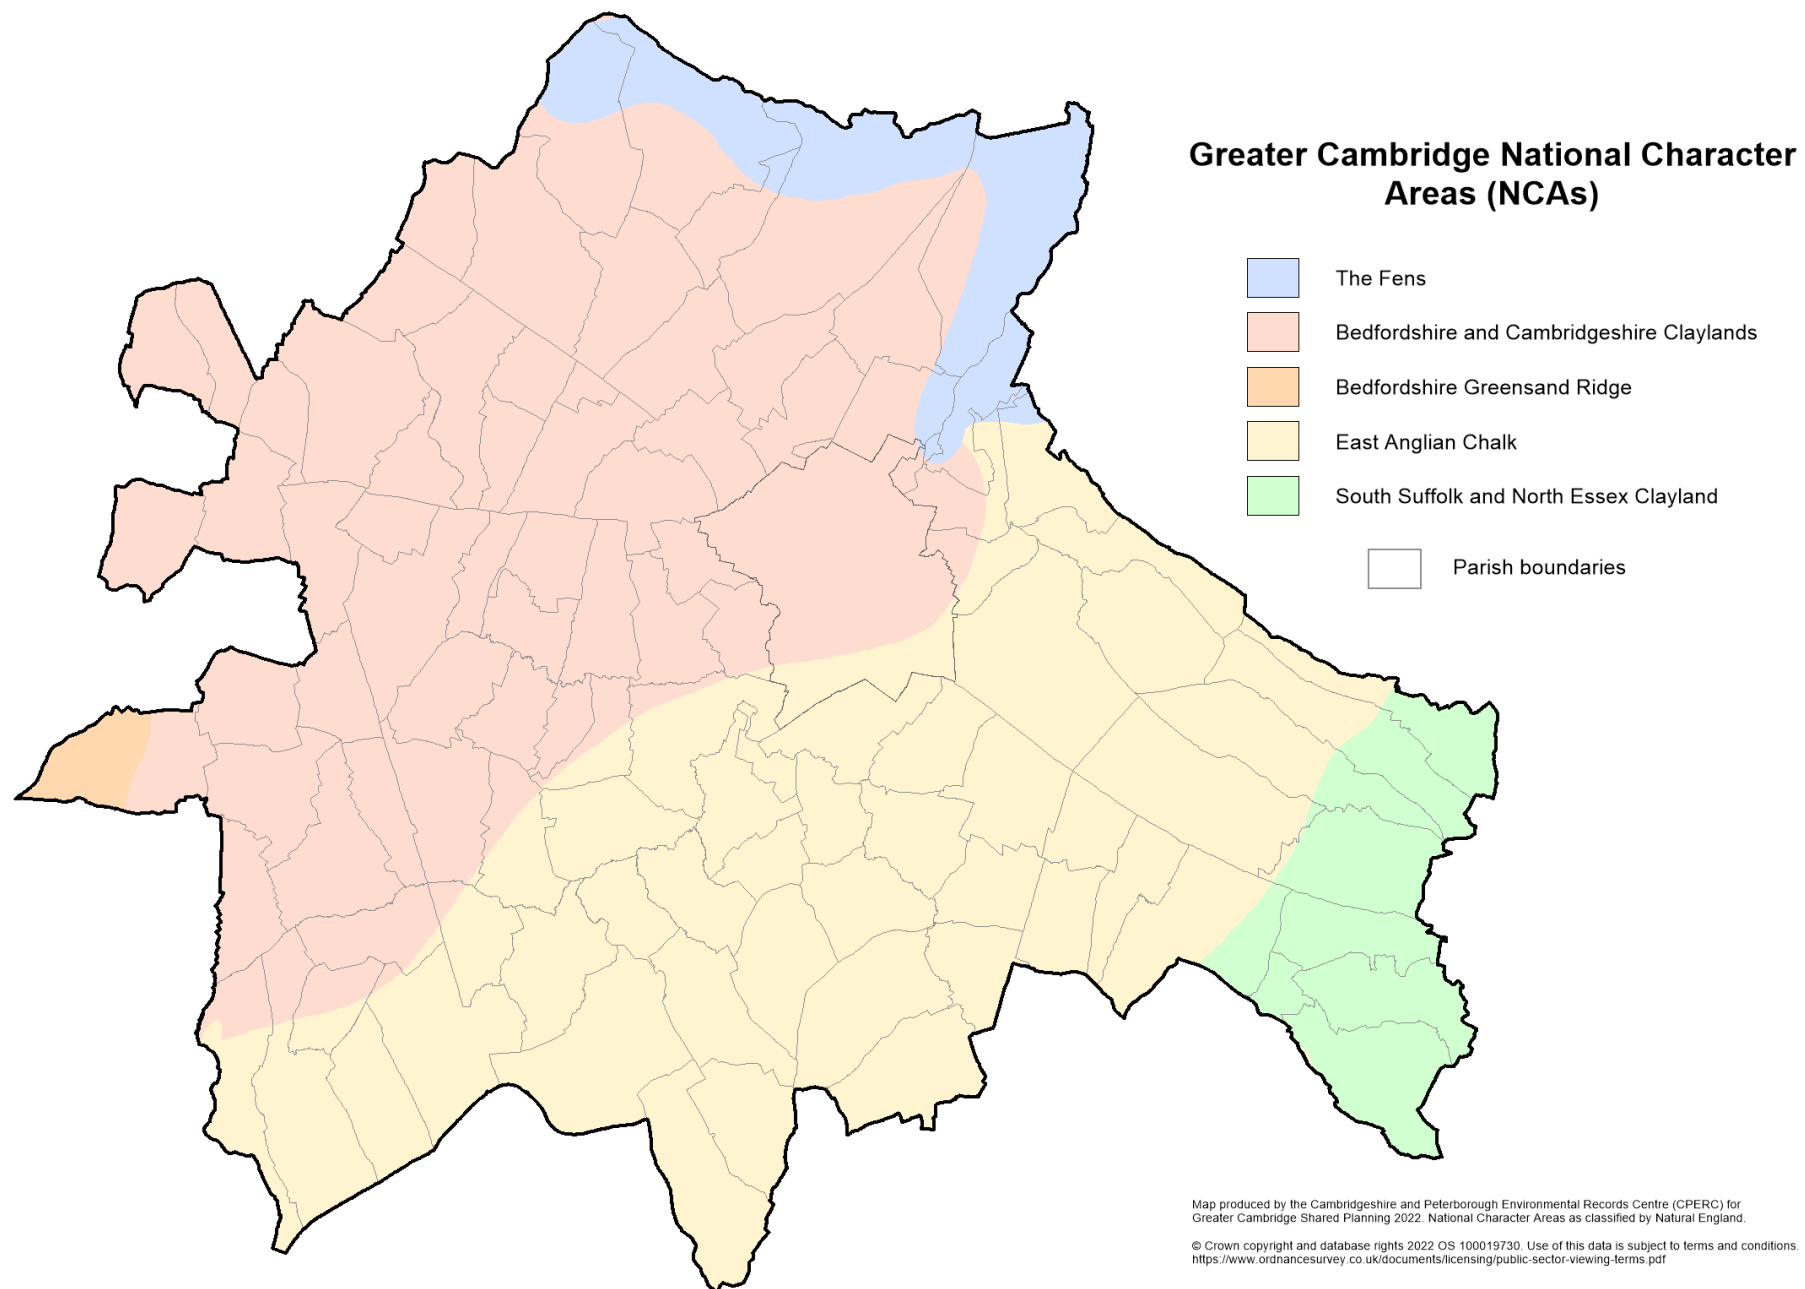 Greater Cambridge National Character
Areas (NCAs)
The Fens
Bedfordshire and Cambridgeshire Claylands
Bedfordshire Greensand Ridge
East Anglian Chalk
South Suffolk and North Essex Clayland
Parish boundaries
Map produced by the Cambridgeshire and Peterborough Environmental Records Centre (CPERC) for
Greater Cambridge Shared Planning 2022. National Character Areas as classified by Natural England.
© Crown copyright and database rights 2022 OS 100019730. Use of this data is subject to terms and conditions.
https://www.ordnancesurvey.co.uk/documents/licensing/public-sector-viewing-terms.pdf